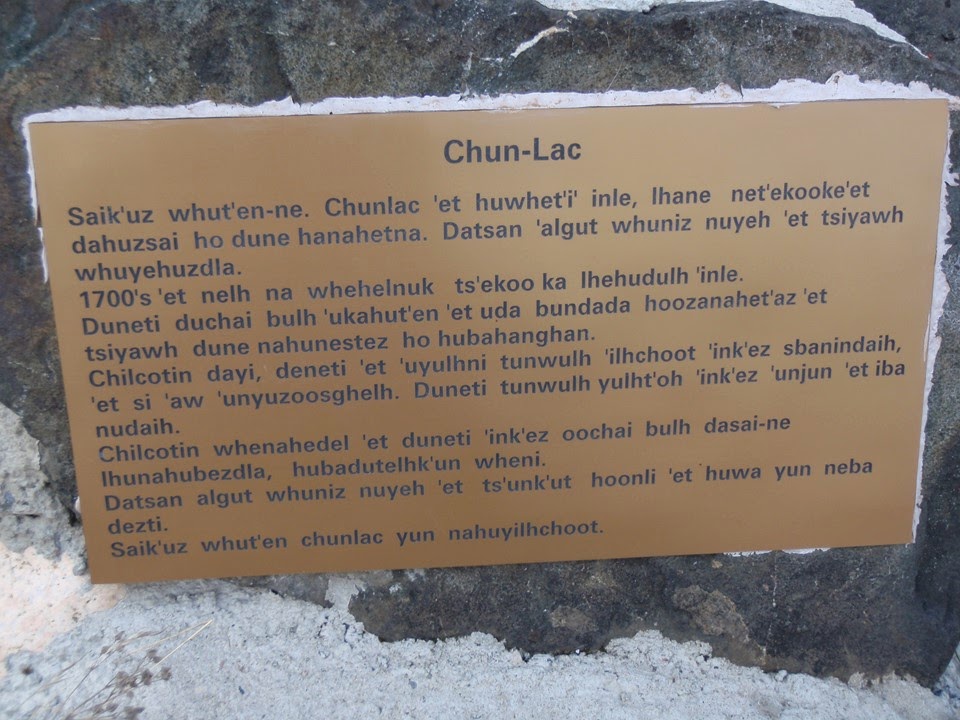 Chun-Lac
Saik'uz whut'en-ne. Chunlac 'et huwhet'i' inle, lhane net'ekooke'et
dahuzsai ho dune hanahetna. Datsan 'algut whuniz nuyeh 'et tsiyawh
whuyehuzdla.
1700's 'et nelh na whehelnuk ts'ekoo ka lhehudulh 'inle.
Duneti duchai bulh 'ukahut'en 'et uda bundada hoozanahet'az 'et
tsiyawh dune nahunestez ho hubahanghan.
Chilcotin dayi, deneti 'et 'uyulhni tunwulh 'ilhchoot 'ink'ez sbanindaih,
'et si 'aw 'unyuzoosghelh. Duneti tunwulh yulht'oh 'ink'ez 'unjun 'et iba
nudaih.
Chilcotin whenahedel 'et duneti 'ink'ez oochai bulh dasai-ne
lhunahubezdla, hubadutelhk'un wheni.
Datsan algut whuniz nuyeh 'et ts'unk'ut hoonli 'et huwa yun neba
dezti.
Saik'uz whut'en chunlac yun nahuyilhchoot.